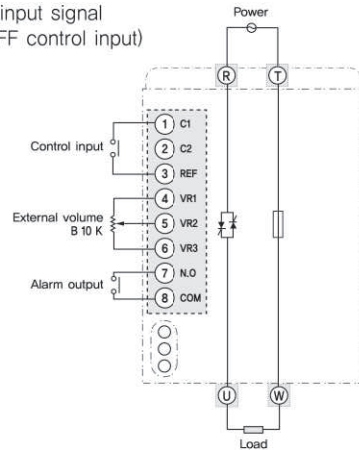 input signal
FF control input)
Power
R
T
1 C1
Control input
2 C2
3 REF
4 VR1
External volume
B 10 K
5 VR2
6 VR3
7 N.O
Alarm output
8 COM
U
W
Load